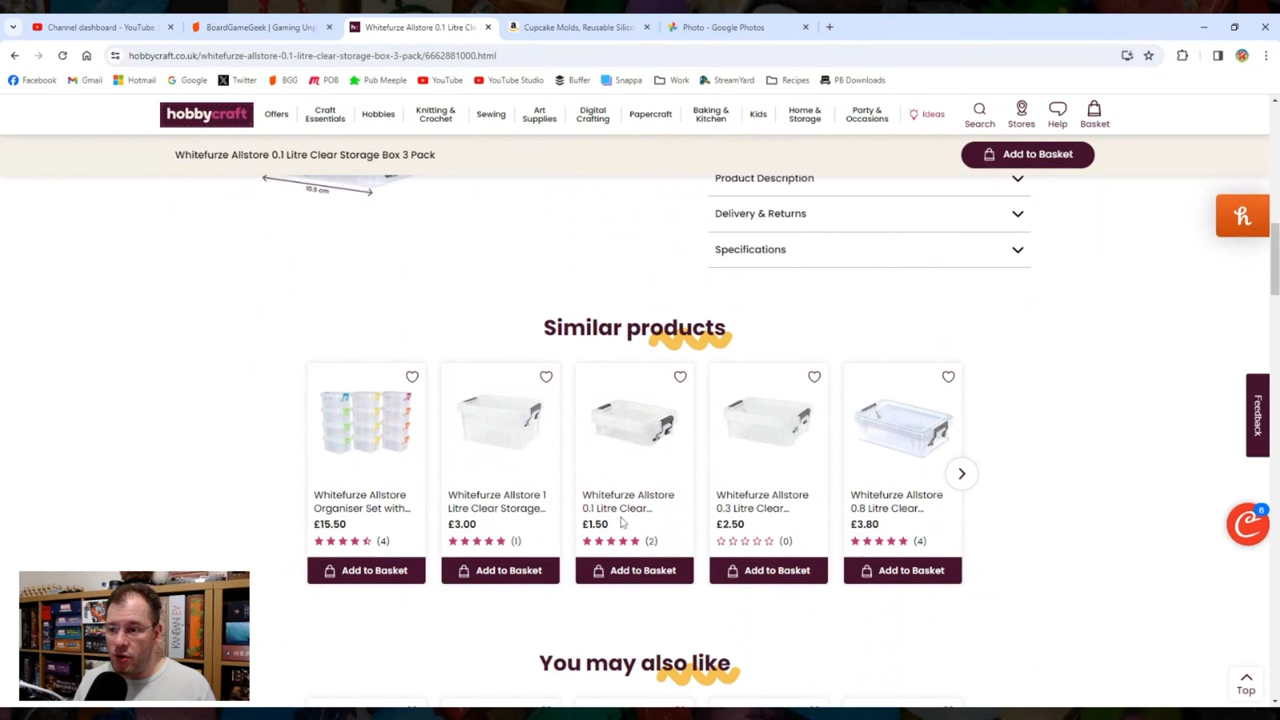 Channel dashboard - YouTube
BoardGameGeek | Gaming Un
Whitefurze Allstore 0.1 Litre Cle
Cupcake Molds, Reusable Silico
Photo - Google Photos
hobbycraft.co.uk/whitefurze-allstore-0.1-litre-clear-storage-box-3-pack/6662881000.html
Facebook
Gmail
Hotmail
Google
Twitter
BGG
POB
Pub Meeple
YouTube
YouTube Studio
Buffer
Snappa
Work
StreamYard
Recipes
PB Downloads
hobbycraft
Offers
Craft Essentials
Hobbies
Knitting & Crochet
Sewing
Art Supplies
Digital Crafting
Papercraft
Baking & Kitchen
Kids
Home & Storage
Party & Occasions
Ideas
Search
Stores
Help
Basket
Whitefurze Allstore 0.1 Litre Clear Storage Box 3 Pack
Add to Basket
10.5 cm
Product Description
Delivery & Returns
Specifications
h
Similar products
Whitefurze Allstore
Organiser Set with...
£15.50
(4)
Add to Basket
Whitefurze Allstore 1
Litre Clear Storage...
£3.00
(1)
Add to Basket
Whitefurze Allstore
0.1 Litre Clear...
£1.50
(2)
Add to Basket
Whitefurze Allstore
0.3 Litre Clear...
£2.50
(0)
Add to Basket
Whitefurze Allstore
0.8 Litre Clear...
£3.80
(4)
Add to Basket
Feedback
6
KANBAN EV
You may also like
Top